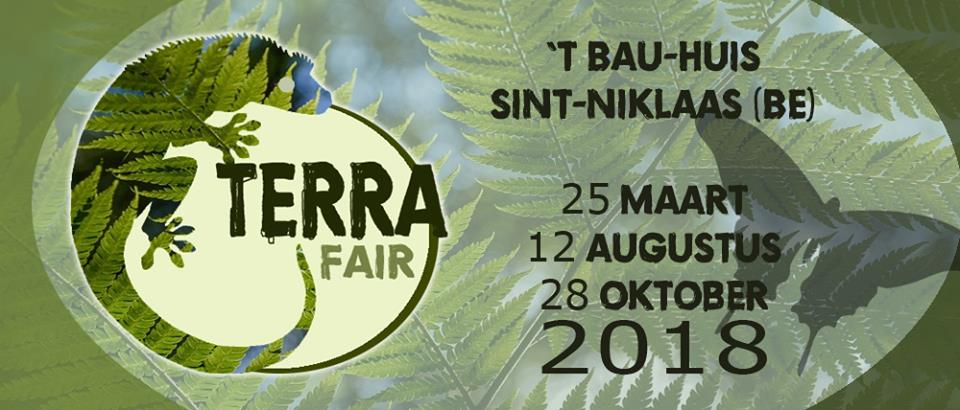 TERRA
FAIR
‘T BAU-HUIS
SINT-NIKLAAS (BE)
25 MAART
12 AUGUSTUS
28 OKTOBER
2018